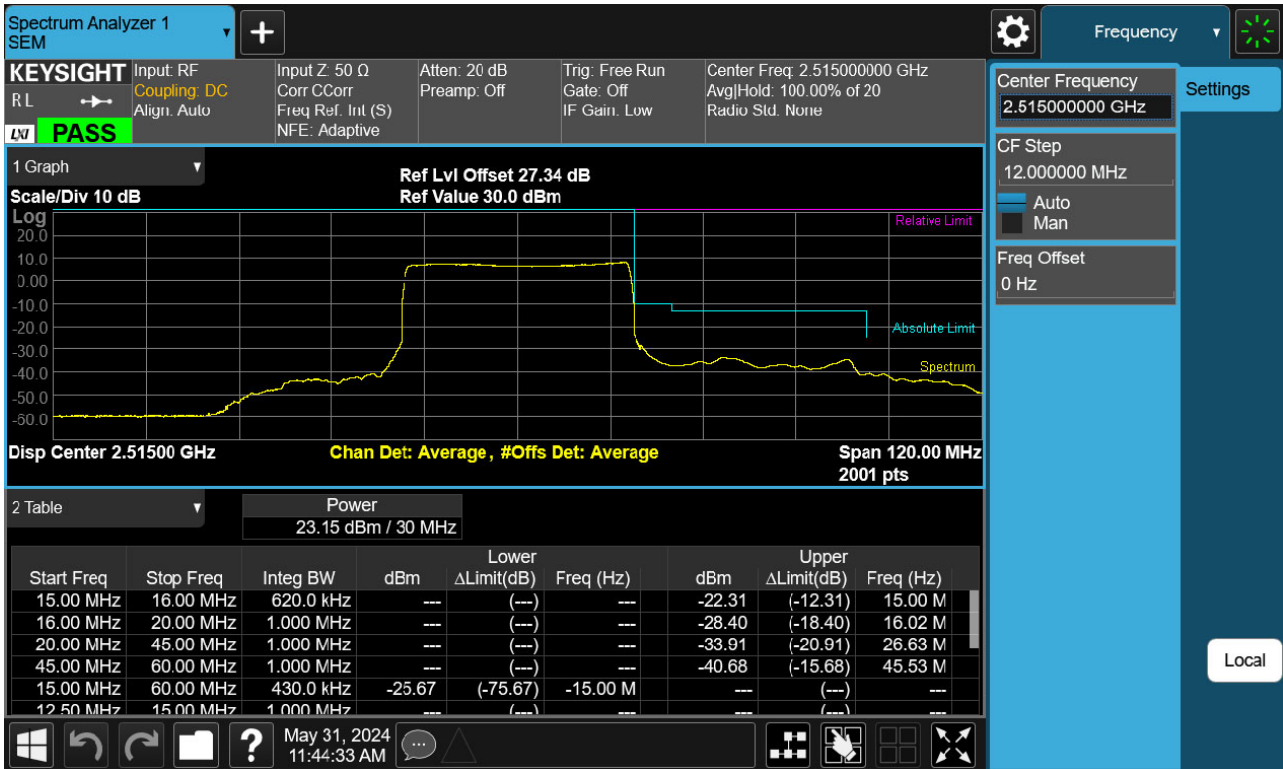 Spectrum Analyzer 1
SEM
+
Frequency
KEYSIGHT
R L
LXI
PASS
Input: RF
Coupling: DC
Align: Auto
Input Z: 50 Ω
Corr CCorr
Freq Ref: Int (S)
NFE: Adaptive
Atten: 20 dB
Preamp: Off
Trig: Free Run
Gate: Off
IF Gain: Low
Center Freq: 2.515000000 GHz
Avg|Hold: 100.00% of 20
Radio Std: None
Center Frequency
2.515000000 GHz
Settings
CF Step
12.000000 MHz
Auto
Man
Freq Offset
0 Hz
Local
1 Graph
Scale/Div 10 dB
Ref Lvl Offset 27.34 dB
Ref Value 30.0 dBm
Log
20.0
10.0
0.00
-10.0
-20.0
-30.0
-40.0
-50.0
-60.0
Relative Limit
Absolute Limit
Spectrum
Disp Center 2.51500 GHz
Chan Det: Average , #Offs Det: Average
Span 120.00 MHz
2001 pts
2 Table
Power
23.15 dBm / 30 MHz
Lower Upper
Start Freq Stop Freq Integ BW dBm ΔLimit(dB) Freq (Hz) dBm ΔLimit(dB) Freq (Hz)
15.00 MHz 16.00 MHz 620.0 kHz --- (---) --- -22.31 (-12.31) 15.00 M
16.00 MHz 20.00 MHz 1.000 MHz --- (---) --- -28.40 (-18.40) 16.02 M
20.00 MHz 45.00 MHz 1.000 MHz --- (---) --- -33.91 (-20.91) 26.63 M
45.00 MHz 60.00 MHz 1.000 MHz --- (---) --- -40.68 (-15.68) 45.53 M
15.00 MHz 60.00 MHz 430.0 kHz -25.67 (-75.67) -15.00 M --- (---) ---
12.50 MHz 15.00 MHz 1.000 MHz --- (---) --- --- (---) ---
?
May 31, 2024
11:44:33 AM